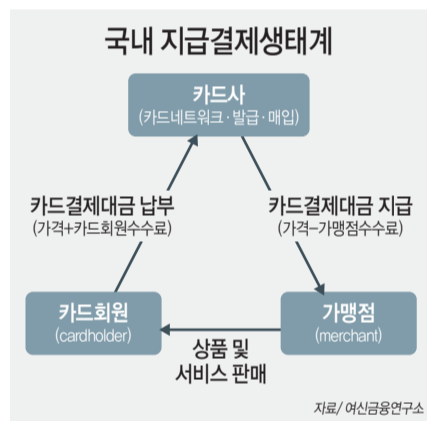 국내 지급결제생태계
카드사
(카드네트워크·발급·매입)
카드결제대금 납부
(가격+카드회원수수료)
카드결제대금 지급
(가격-가맹점수수료)
카드회원
(cardholder)
가맹점
(merchant)
상품 및
서비스 판매
자료/ 여신금융연구소